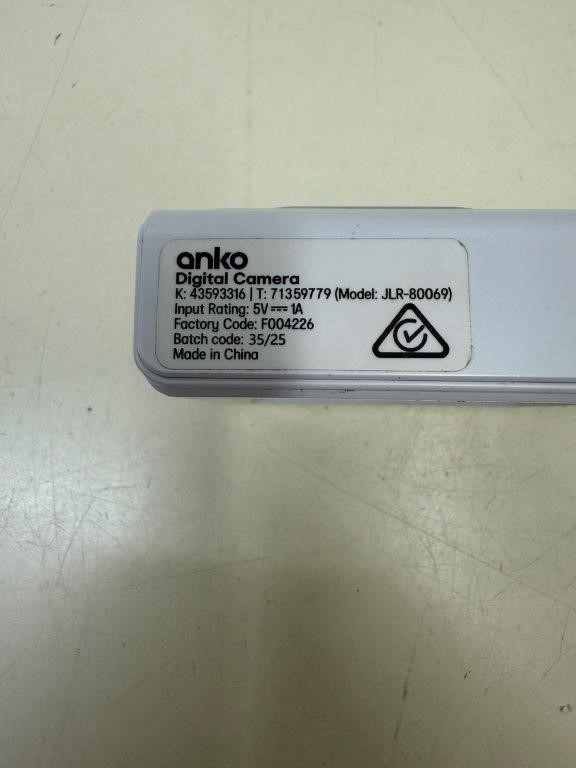 anko
Digital Camera
K: 43593316 | T: 71359779 (Model: JLR-80069)
Input Rating: 5V⎓1A
Factory Code: F004226
Batch code: 35/25
Made in China